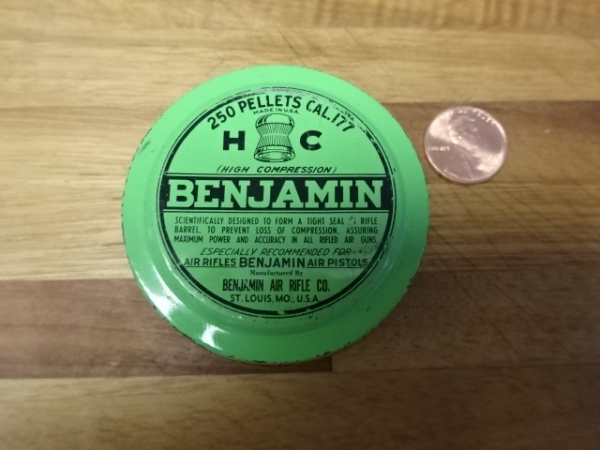 250 PELLETS CAL.177
MADE IN U.S.A.
H C
(HIGH COMPRESSION)
BENJAMIN
SCIENTIFICALLY DESIGNED TO FORM A TIGHT SEAL RIFLE
BARREL, TO PREVENT LOSS OF COMPRESSION, ASSURING
MAXIMUM POWER AND ACCURACY IN ALL RIFLED AIR GUNS.
ESPECIALLY RECOMMENDED FOR
AIR RIFLES BENJAMIN AIR PISTOLS
Manufactured By
BENJAMIN AIR RIFLE CO.
ST. LOUIS, MO., U.S.A.